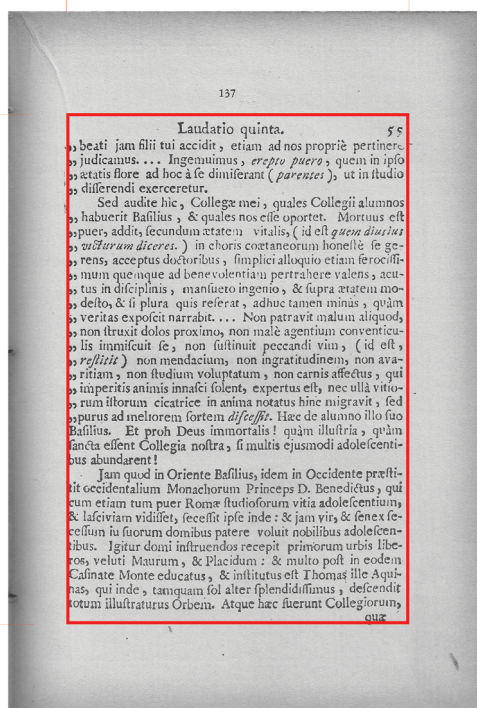 137
Laudatio quinta. 55
„ beati jam filii tui accidit, etiam ad nos propriè pertinere
„ judicamus. ... Ingemuimus, erepto puero, quem in ipso
„ ætatis flore ad hoc à se dimiserant (parentes), ut in studio
„ differendi exerceretur.
Sed audite hìc, Collegæ mei, quales Collegii alumnos
„ habuerit Basilius, & quales nos esse oportet. Mortuus est
„ puer, addit, secundum ætatem vitalis, (id est quem diutius
„ victurum diceres.) in choris coætaneorum honestè se ge-
„ rens; acceptus doctoribus, simplici alloquio etiam ferocissi-
„ mum quemque ad benevolentiam pertrahere valens, acu-
„ tus in disciplinis, mansueto ingenio, & supra ætatem mo-
„ desto, & si plura quis referat, adhuc tamen minùs, quàm
„ veritas exposcit narrabit. ... Non patravit malum aliquod,
„ non struxit dolos proximo, non malè agentium conventicu-
„ lis immiscuit se, non sustinuit peccandi vim, (id est,
„ restitit) non mendacium, non ingratitudinem, non ava-
„ ritiam, non studium voluptatum, non carnis affectus, qui
„ imperitis animis innasci solent, expertus est, nec ullà vitio-
„ rum istorum cicatrice in anima notatus hinc migravit, sed
„ purus ad meliorem sortem discessit. Hæc de alumno illo suo
Basilius. Et proh Deus immortalis! quàm illustria, quàm
sancta essent Collegia nostra, si multis ejusmodi adolescenti-
bus abundarent!
Jam quod in Oriente Basilius, idem in Occidente præsti-
tit occidentalium Monachorum Princeps D. Benedictus, qui
cum etiam tum puer Romæ studiosorum vitia adolescentium,
& lasciviam vidisset, secessit ipse inde: & jam vir, & senex se-
cessum iu suorum domibus patere voluit nobilibus adolescen-
tibus. Igitur domi instruendos recepit primorum urbis libe-
ros, veluti Maurum, & Placidum: & multo post in eodem
Casinate Monte educatus, & institutus est Thomas ille Aqui-
nas, qui inde, tamquam sol alter splendidissimus, descendit
totum illustraturus Orbem. Atque hæc fuerunt Collegiorum,
quæ